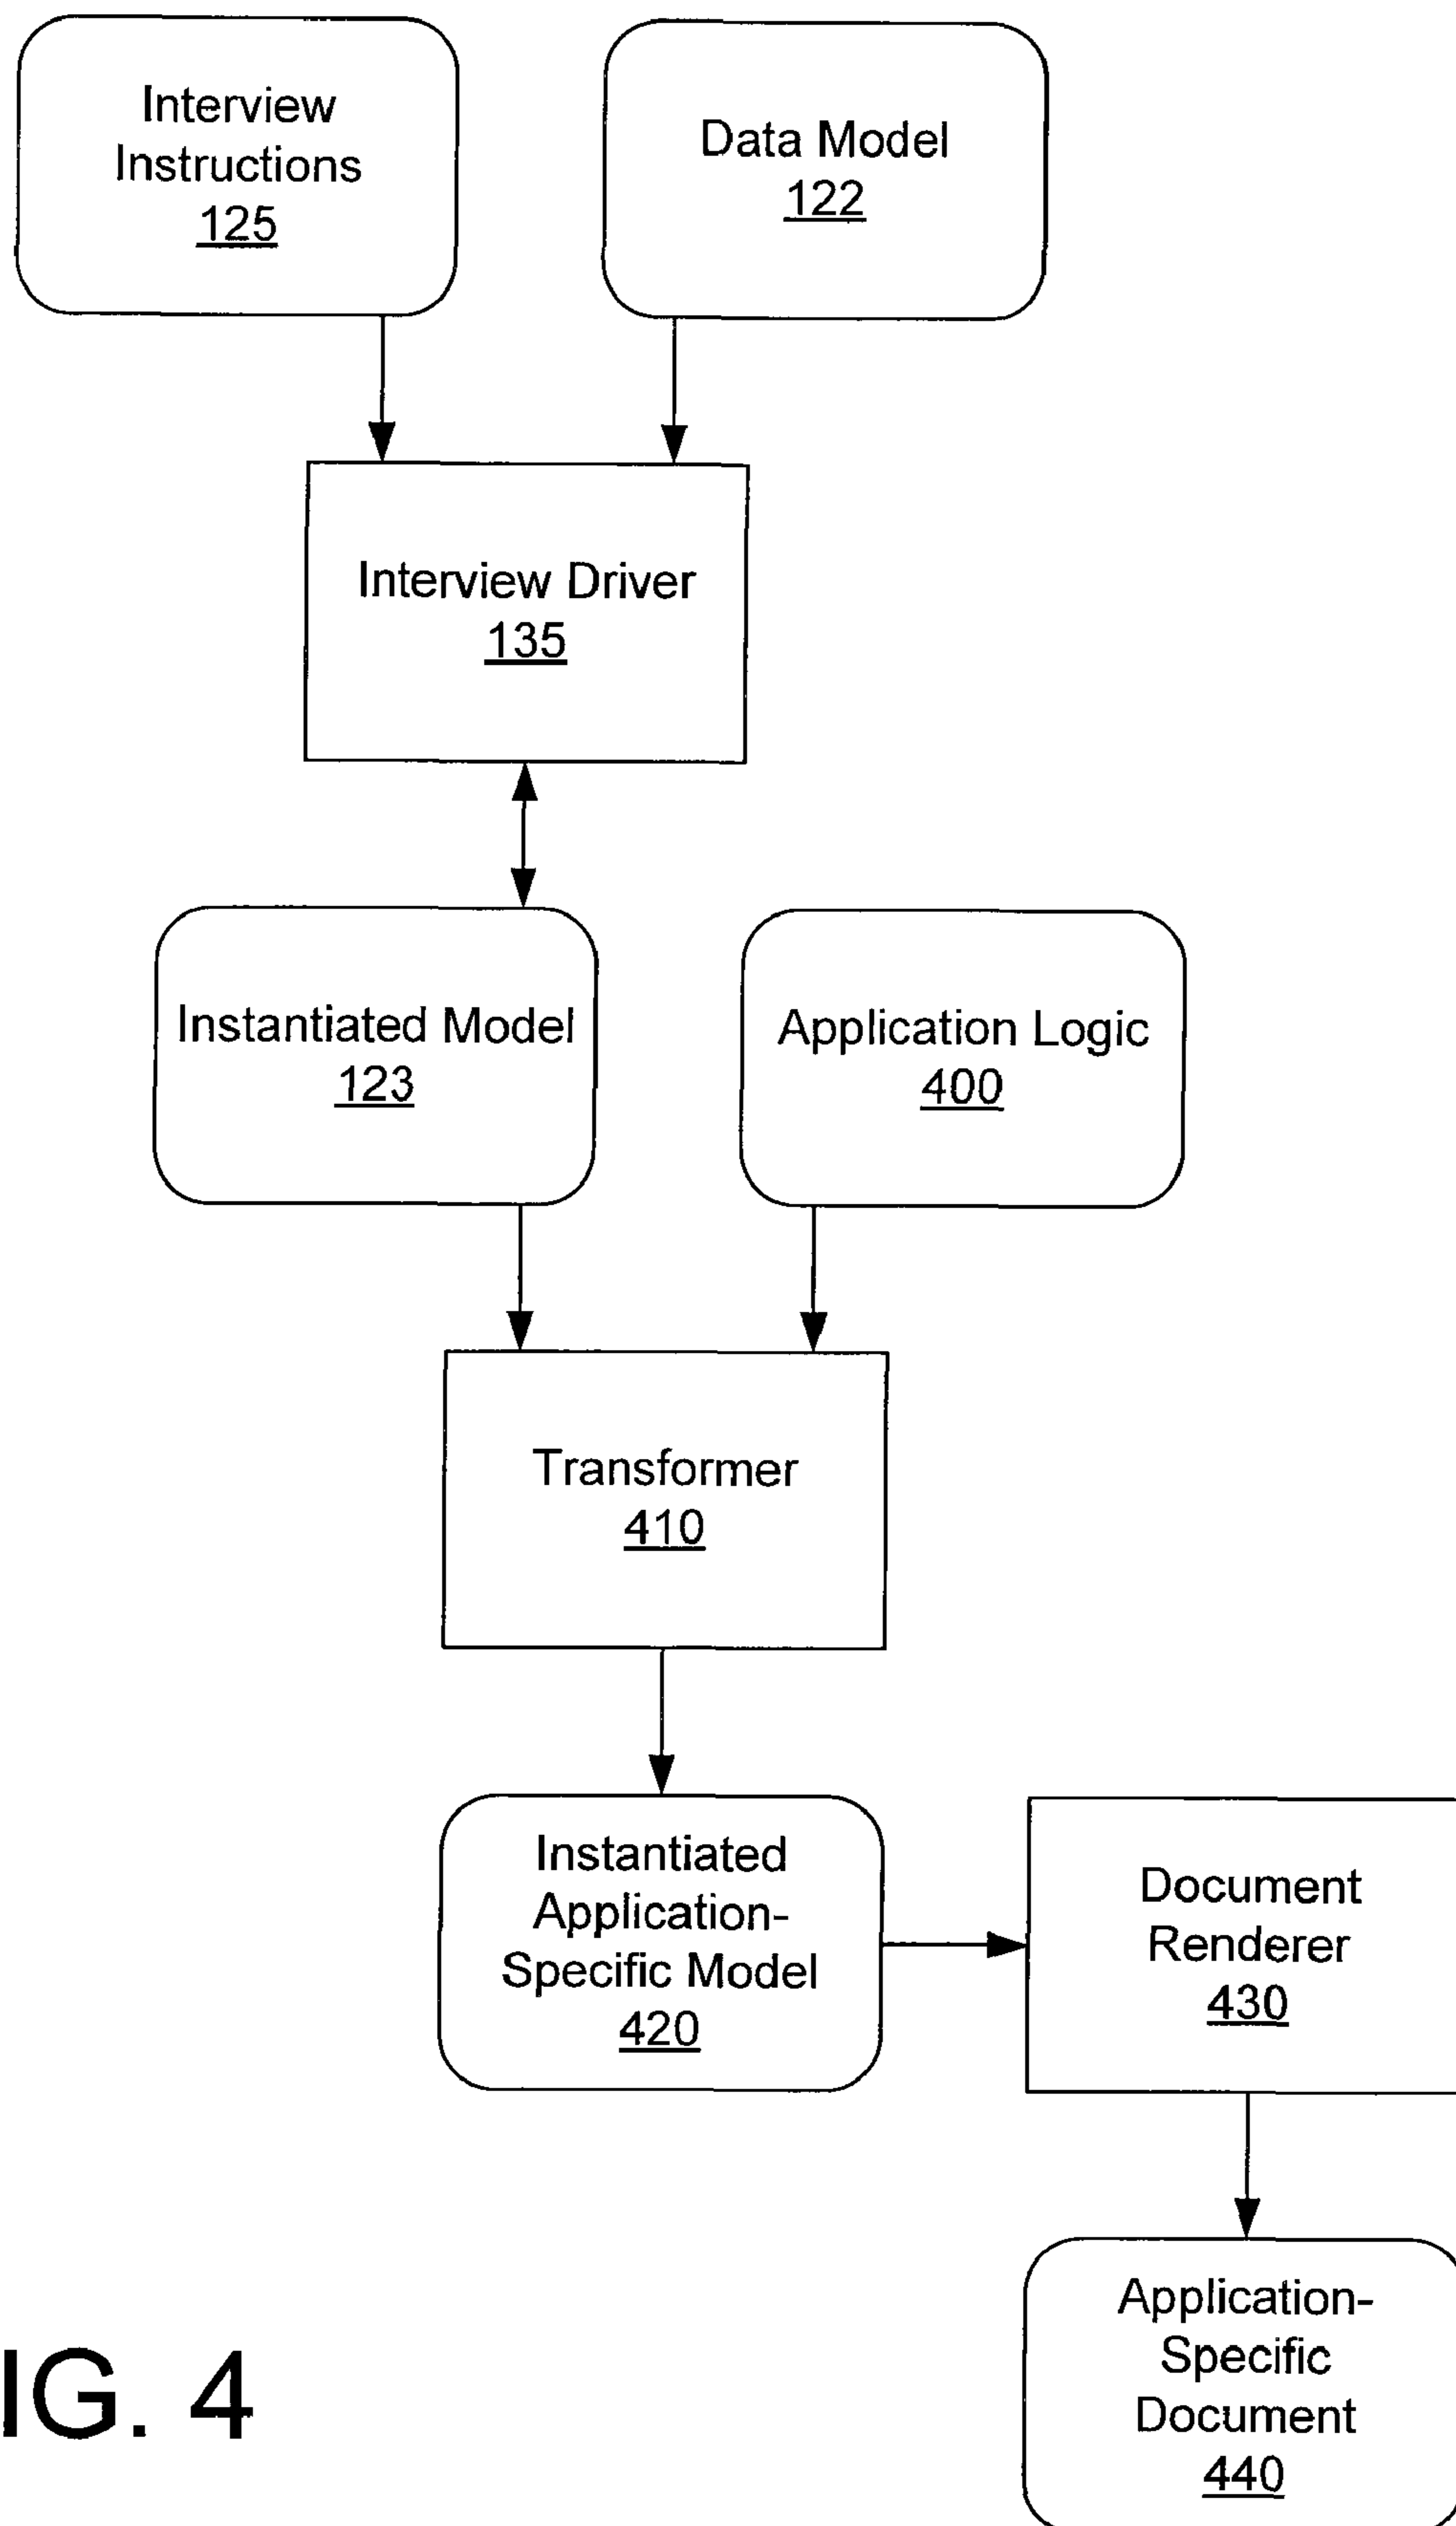 Interview
Instructions
125
Data Model
122
Interview Driver
135
Instantiated Model
123
Application Logic
400
Transformer
410
Instantiated
Application-
Specific Model
420
Document
Renderer
430
Application-
Specific
Document
440
IG. 4